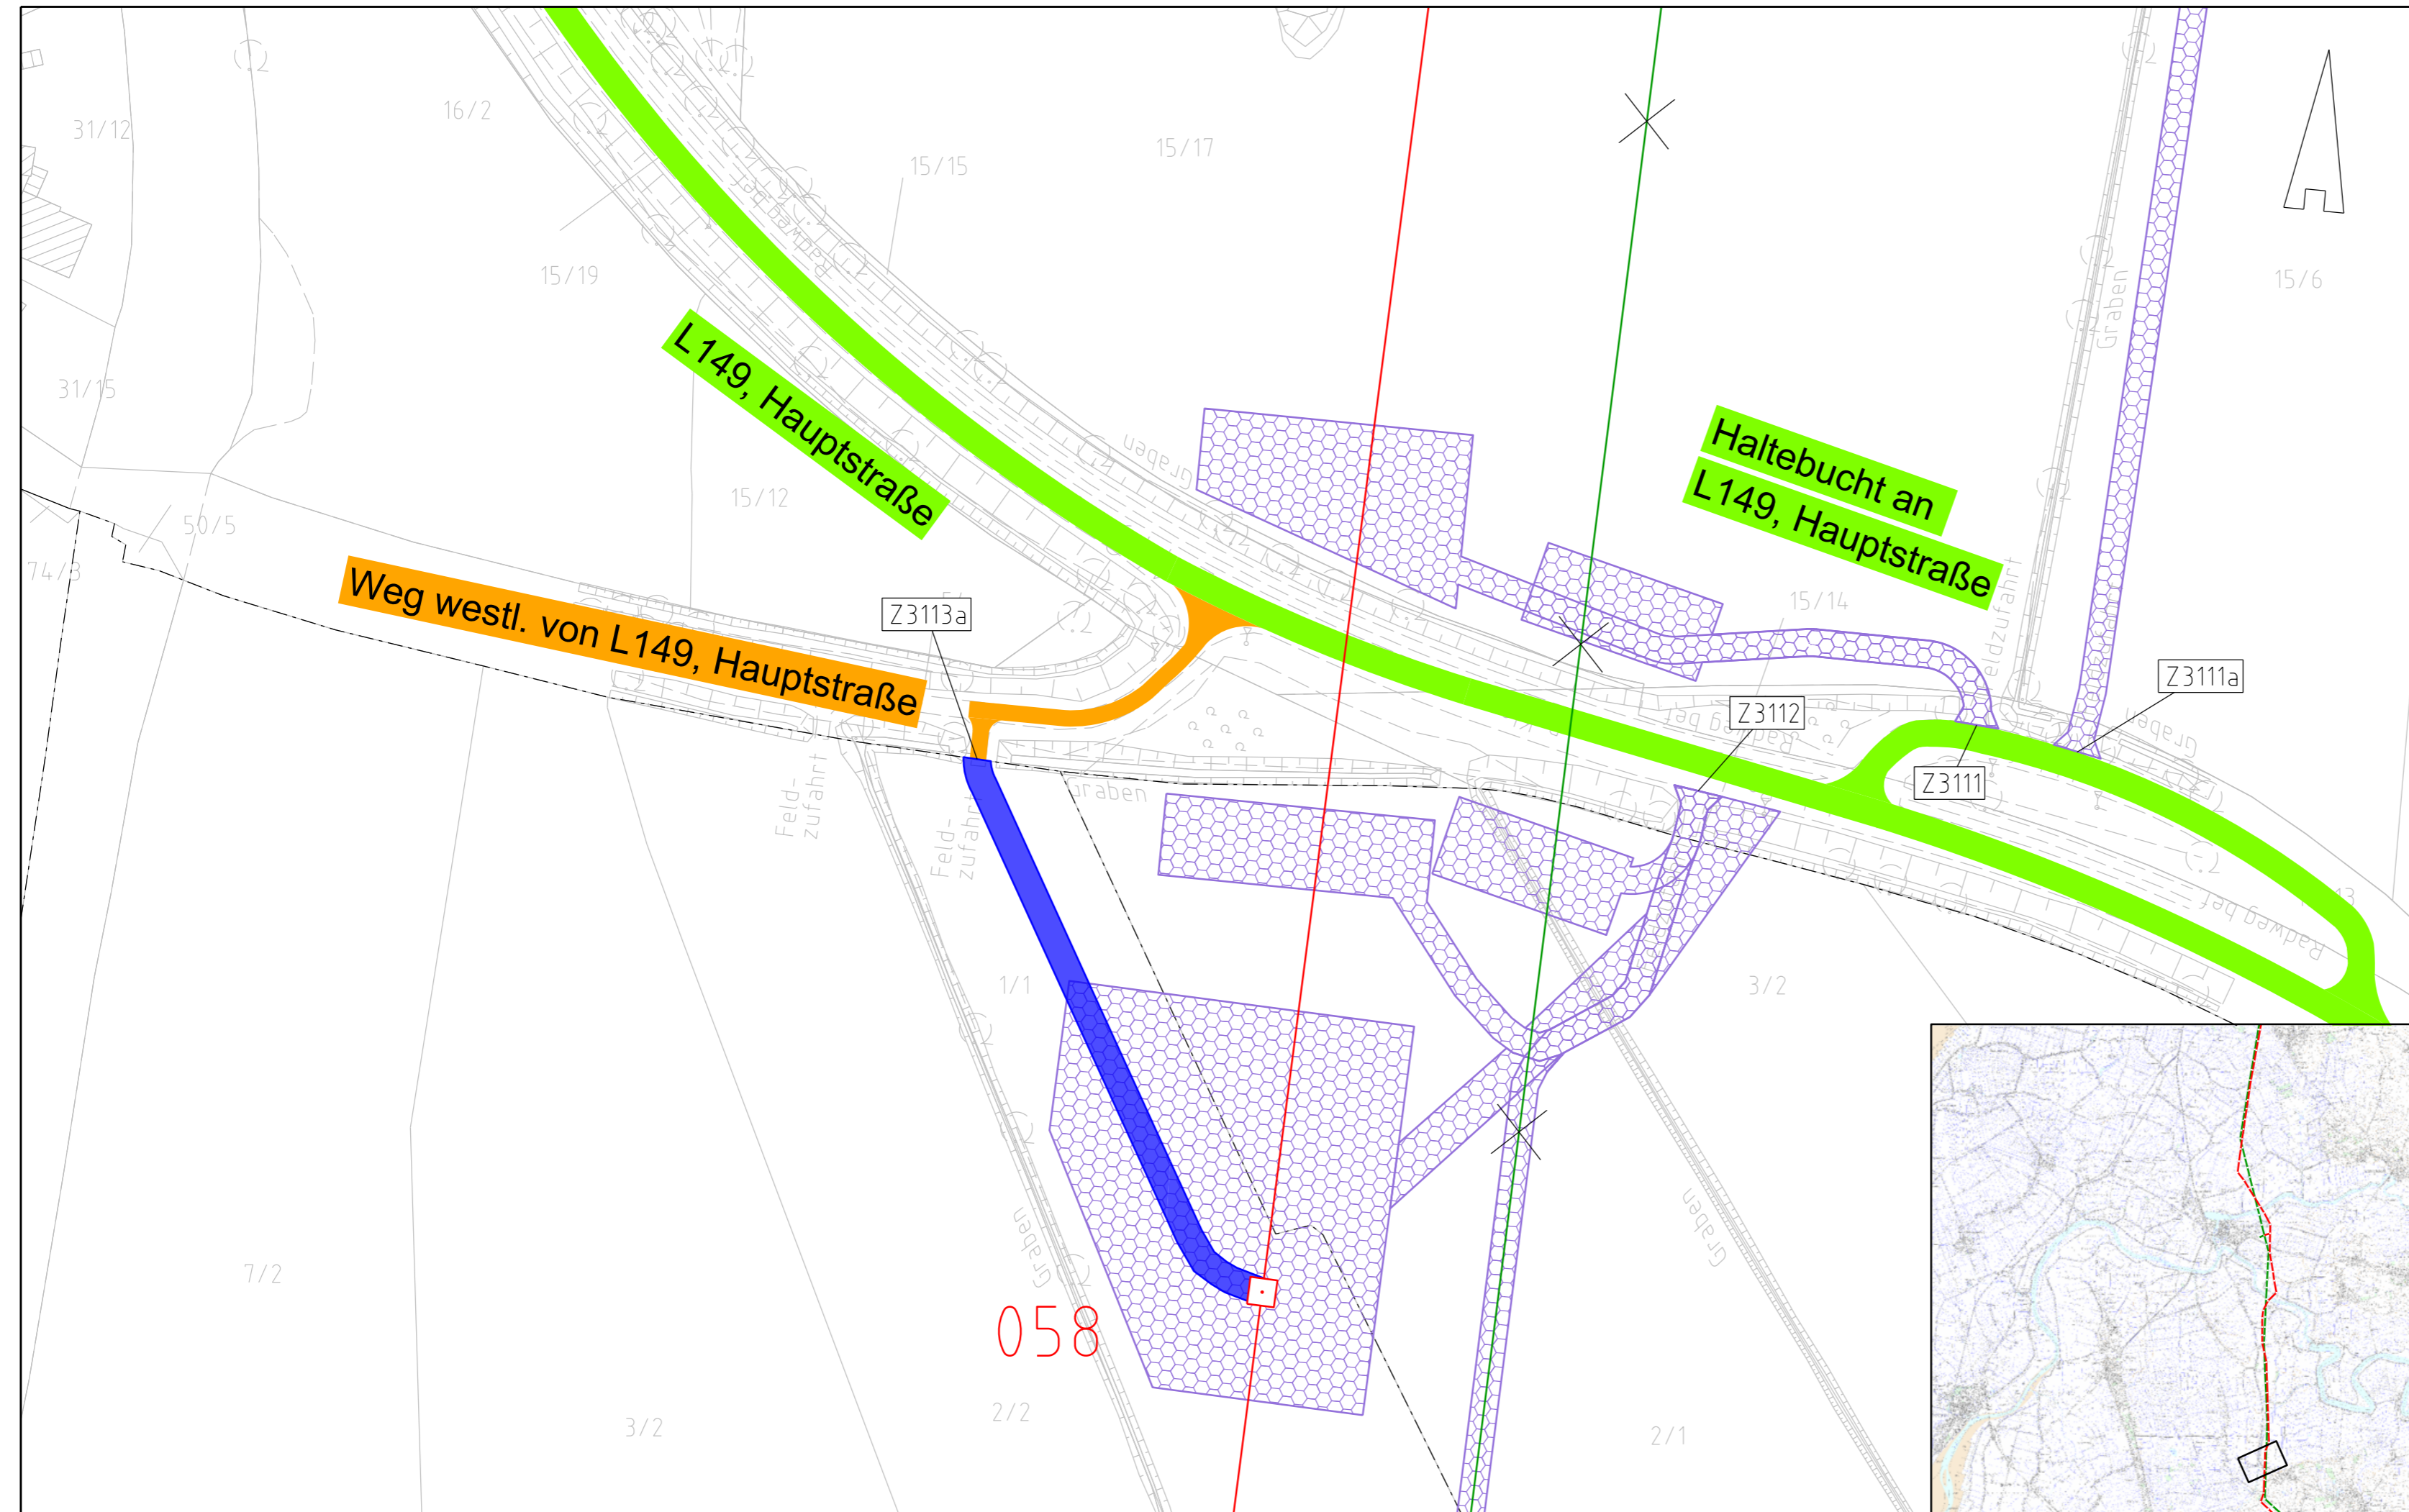 31/12
16/2
15/15
15/17
Radweg bef.
15/19
15/6
Graben
L149, Hauptstraße
31/15
Haltebucht an
L149, Hauptstraße
Graben
15/12
50/5
74/3
Weg westl. von L149, Hauptstraße
Z3113a
15/14
Z3111a
Z3112
Graben
Z3111
Feld-
zufahrt
Feld-
zufahrt
Graben
Radweg bef.
1/1
3/2
Graben
Graben
7/2
058
3/2
2/2
2/1